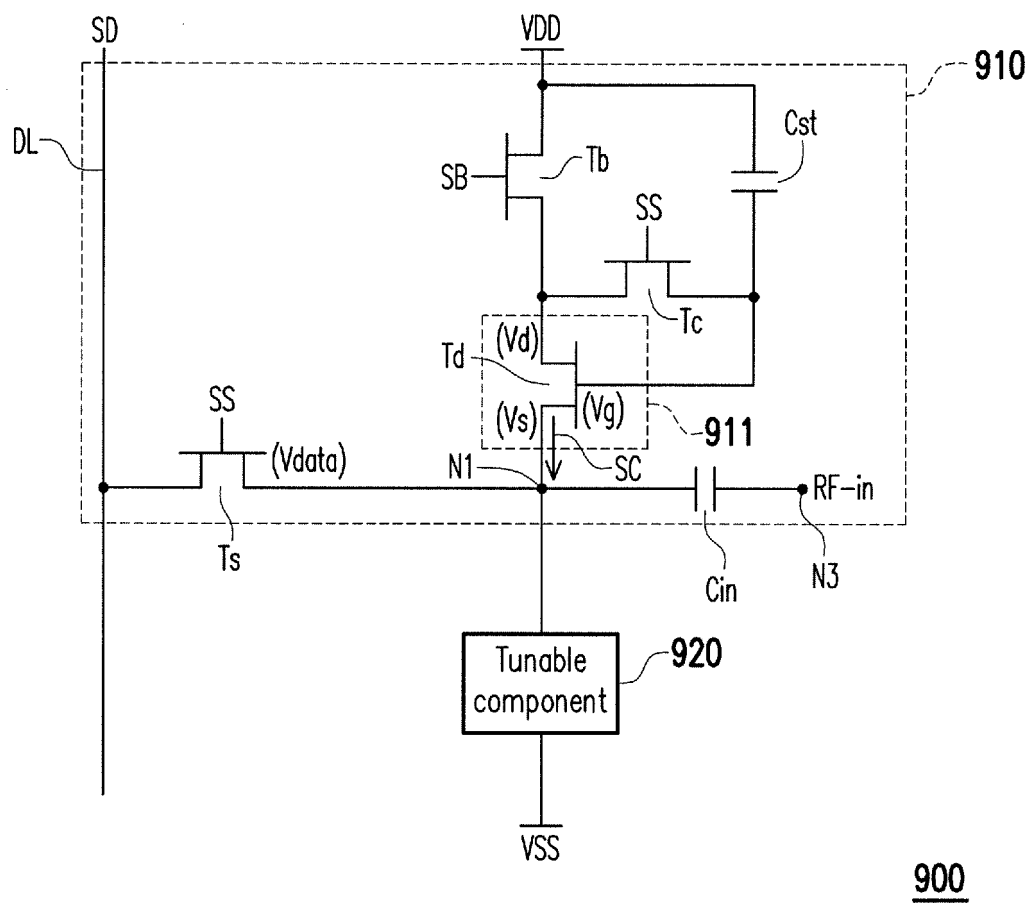 SD
VDD
910
DL
Cst
SB
Tb
SS
Tc
(Vd)
Td
(Vs)
(Vg)
911
SS
(Vdata)
N1
SC
RF-in
Ts
Cin
N3
Tunable
component
920
VSS
900